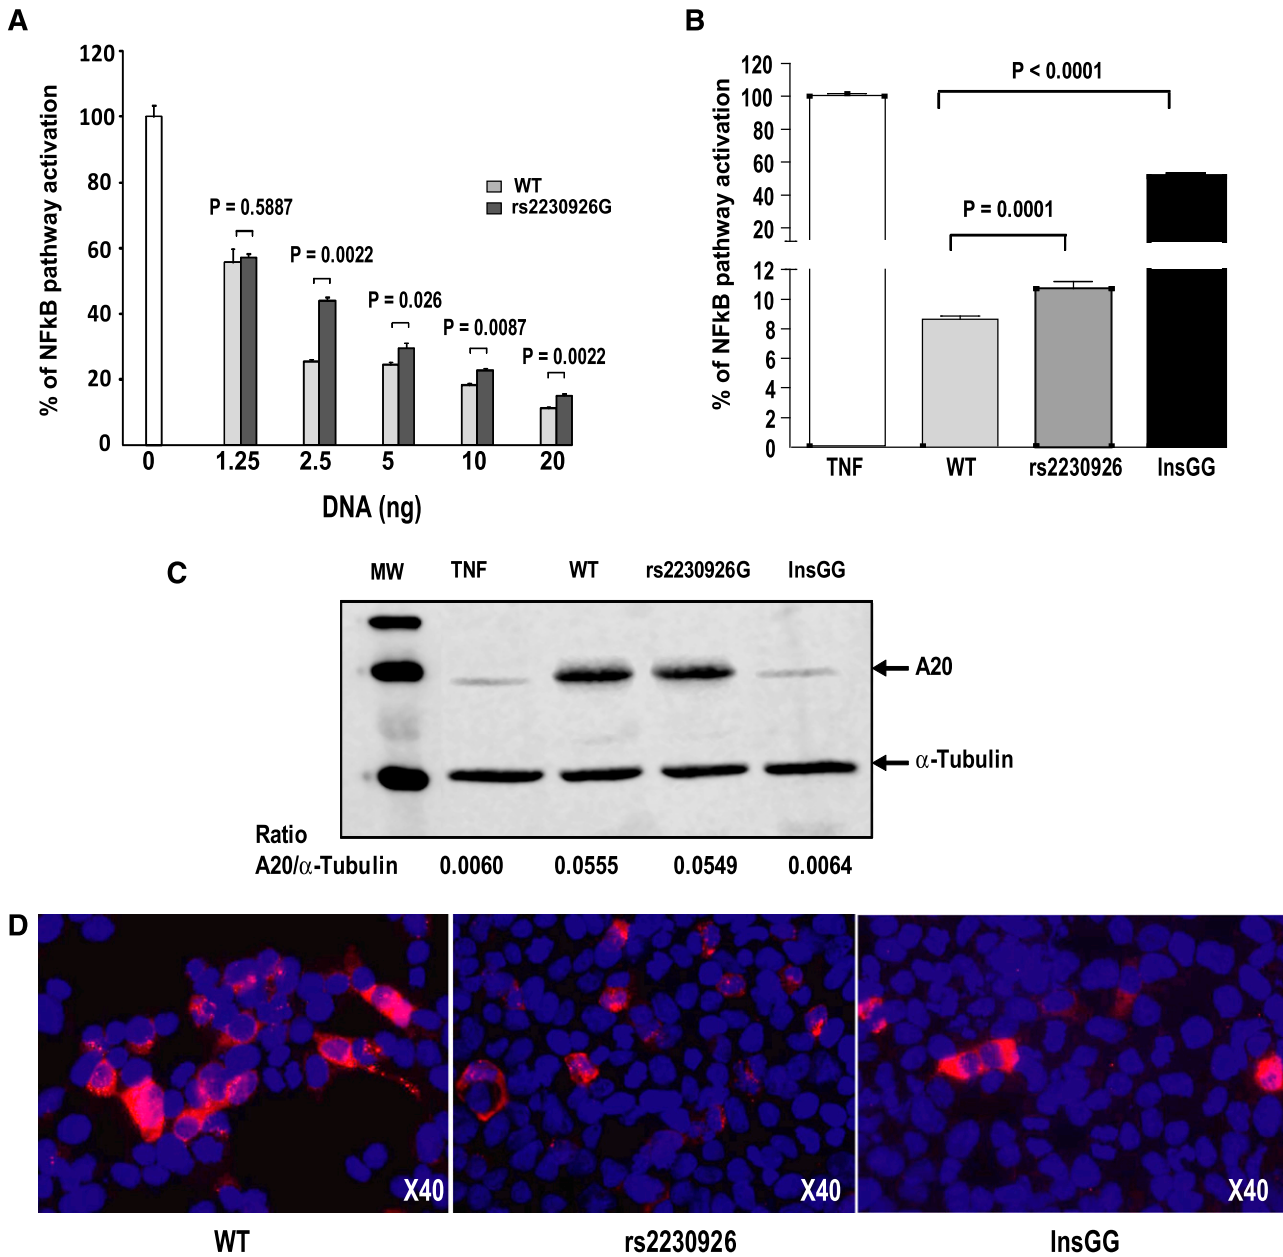 A
% of NFkB pathway activation
120
100
80
60
40
20
0
P = 0.5887
P = 0.0022
P = 0.026
P = 0.0087
P = 0.0022
WT
rs2230926G
0 1.25 2.5 5 10 20
DNA (ng)
B
% of NFkB pathway activation
120
100
80
60
40
20
12
10
8
6
4
2
0
P < 0.0001
P = 0.0001
TNF WT rs2230926 InsGG
C
MW TNF WT rs2230926G InsGG
A20
α-Tubulin
Ratio
A20/α-Tubulin 0.0060 0.0555 0.0549 0.0064
D
X40 X40 X40
WT rs2230926 InsGG